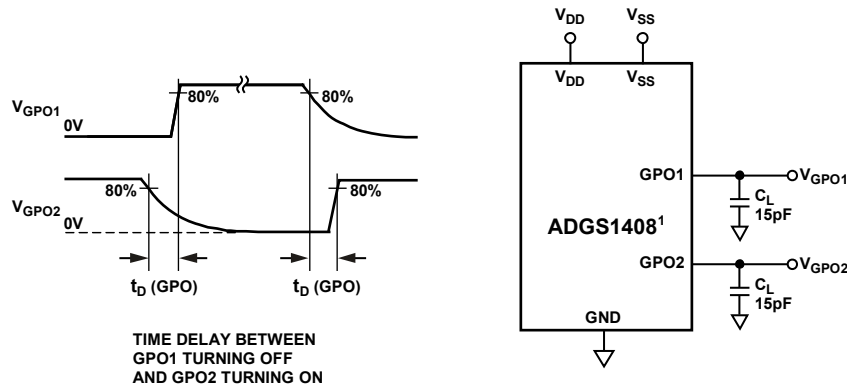 V_GPO1
0V
80%
80%
V_GPO2
0V
80%
80%
t_D (GPO)
t_D (GPO)
TIME DELAY BETWEEN
GPO1 TURNING OFF
AND GPO2 TURNING ON
V_DD
V_SS
V_DD
V_SS
GPO1
V_GPO1
C_L
15pF
ADGS1408¹
GPO2
V_GPO2
C_L
15pF
GND